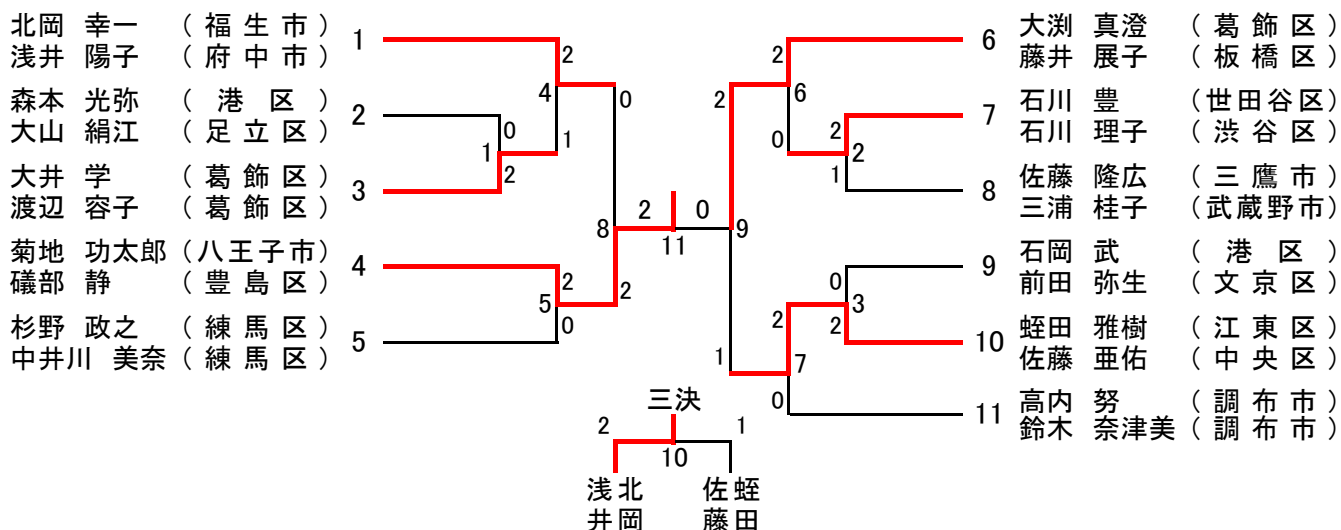 北岡 幸一 (福生市)
浅井 陽子 (府中市)
1
森本 光弥 (港区)
大山 絹江 (足立区)
2
大井 学 (葛飾区)
渡辺 容子 (葛飾区)
3
菊地 功太郎 (八王子市)
礒部 静 (豊島区)
4
杉野 政之 (練馬区)
中井川 美奈 (練馬区)
5
2
4
0
0
1
1
2
8
2
5
2
0
2
0
11
2
2
6
0
2
2
1
9
0
3
2
2
1
7
0
6
大渕 真澄 (葛飾区)
藤井 展子 (板橋区)
7
石川 豊 (世田谷区)
石川 理子 (渋谷区)
8
佐藤 隆広 (三鷹市)
三浦 桂子 (武蔵野市)
9
石岡 武 (港区)
前田 弥生 (文京区)
10
蛭田 雅樹 (江東区)
佐藤 亜佑 (中央区)
11
高内 努 (調布市)
鈴木 奈津美 (調布市)
三決
2
1
10
北岡
浅井
蛭田
佐藤